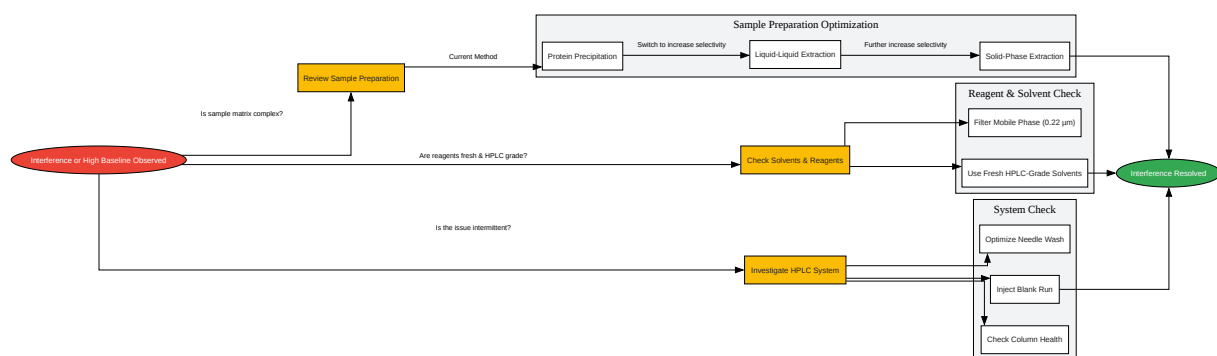 Sample Preparation Optimization
Protein Precipitation
Switch to increase selectivity
Liquid-Liquid Extraction
Further increase selectivity
Solid-Phase Extraction
Current Method
Review Sample Preparation
Is sample matrix complex?
Reagent & Solvent Check
Filter Mobile Phase (0.22 µm)
Interference or High Baseline Observed
Are reagents fresh & HPLC grade?
Check Solvents & Reagents
Use Fresh HPLC-Grade Solvents
Interference Resolved
System Check
Is the issue intermittent?
Optimize Needle Wash
Investigate HPLC System
Inject Blank Run
Check Column Health